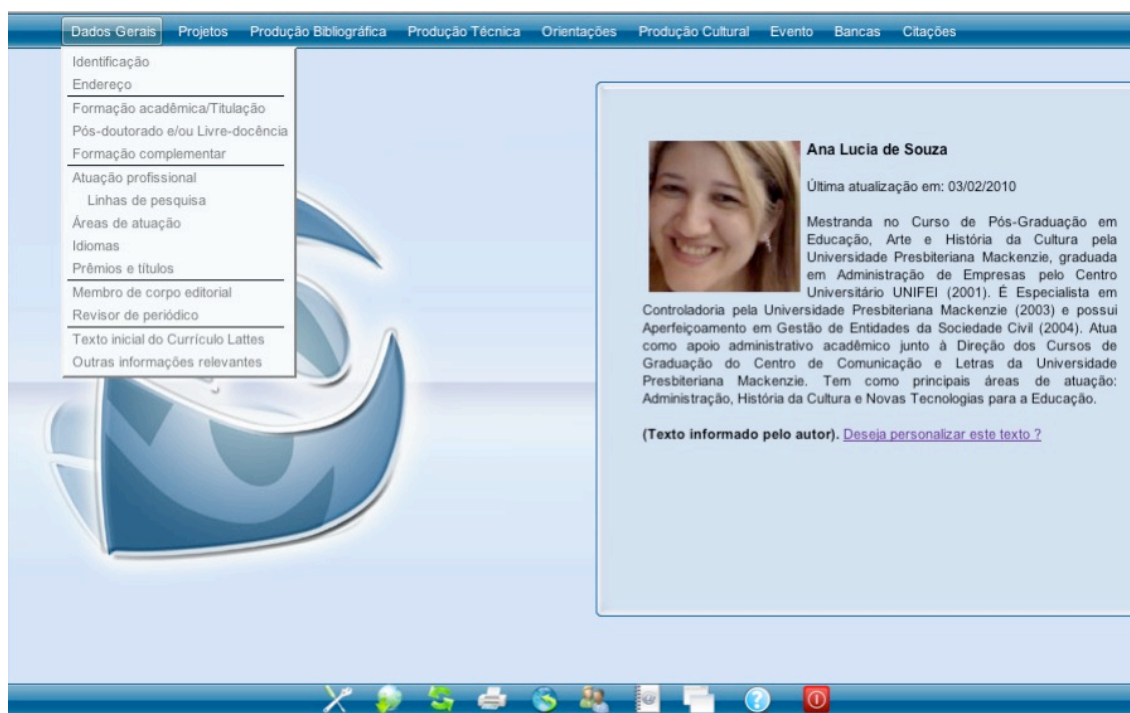 Dados Gerais Projetos Produção Bibliográfica Produção Técnica Orientações Produção Cultural Evento Bancas Citações
Identificação
Endereço
Formação acadêmica/Titulação
Pós-doutorado e/ou Livre-docência
Formação complementar
Atuação profissional
Linhas de pesquisa
Áreas de atuação
Idiomas
Prêmios e títulos
Membro de corpo editorial
Revisor de periódico
Texto inicial do Currículo Lattes
Outras informações relevantes
Ana Lucia de Souza
Última atualização em: 03/02/2010
Mestranda no Curso de Pós-Graduação em
Educação, Arte e História da Cultura pela
Universidade Presbiteriana Mackenzie, graduada
em Administração de Empresas pelo Centro
Universitário UNIFEI (2001). É Especialista em
Controladoria pela Universidade Presbiteriana Mackenzie (2003) e possui
Aperfeiçoamento em Gestão de Entidades da Sociedade Civil (2004). Atua
como apoio administrativo acadêmico junto à Direção dos Cursos de
Graduação do Centro de Comunicação e Letras da Universidade
Presbiteriana Mackenzie. Tem como principais áreas de atuação:
Administração, História da Cultura e Novas Tecnologias para a Educação.
(Texto informado pelo autor). Deseja personalizar este texto ?